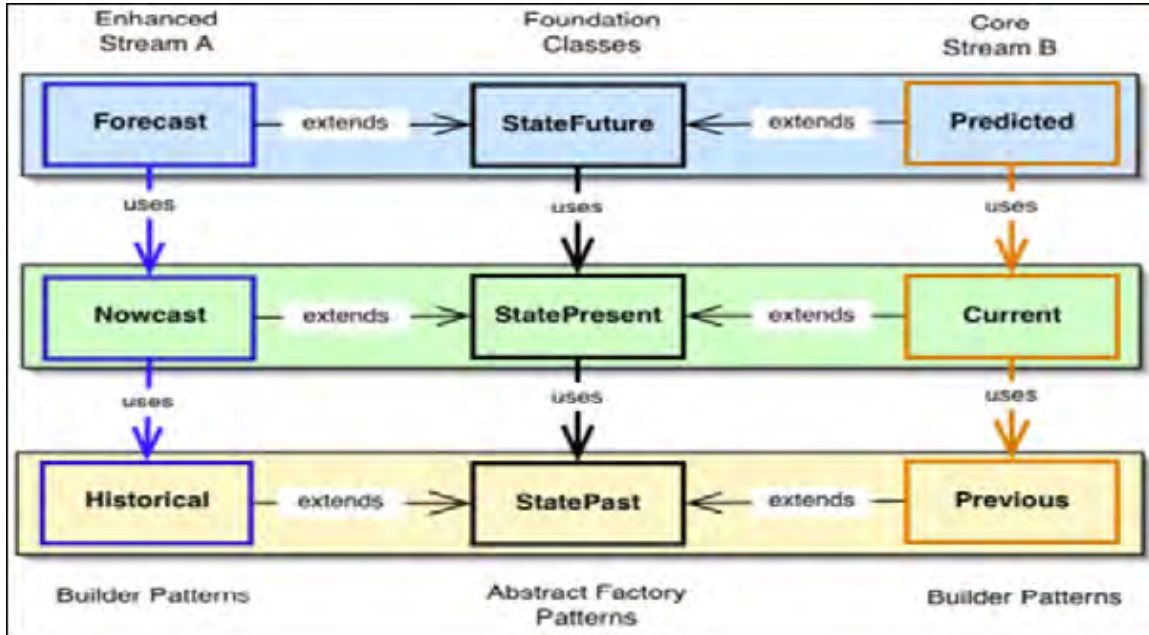 Enhanced
Stream A
Foundation
Classes
Core
Stream B
Forecast
extends
StateFuture
extends
Predicted
uses
uses
uses
Nowcast
extends
StatePresent
extends
Current
uses
uses
uses
Historical
extends
StatePast
extends
Previous
Builder Patterns
Abstract Factory
Patterns
Builder Patterns